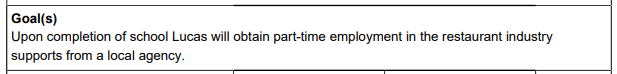 Goal(s)
Upon completion of school Lucas will obtain part-time employment in the restaurant industry
supports from a local agency.